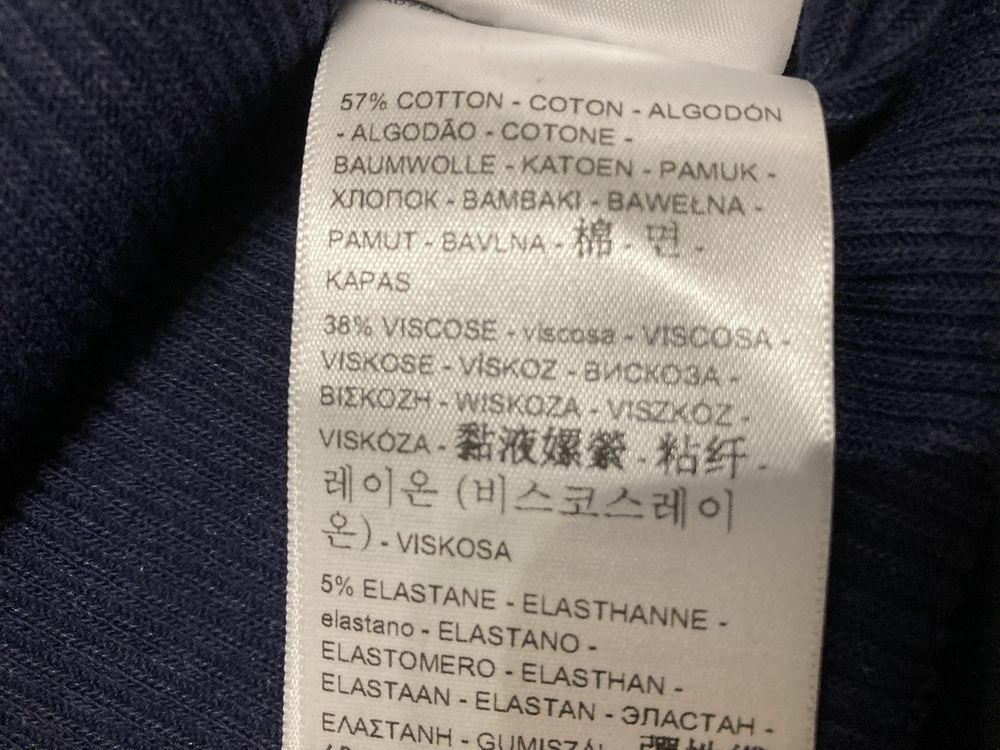 57% COTTON - COTON - ALGODÓN
- ALGODÃO - COTONE -
BAUMWOLLE - KATOEN - PAMUK -
ХЛОПОК - BAMBAKI - BAWEŁNA -
PAMUT - BAVLNA - 棉 - 면 -
KAPAS
38% VISCOSE - viscosa - VISCOSA -
VISKOSE - VİSKOZ - ВИСКОЗА -
ΒΙΣΚΟΖΗ - WISKOZA - VISZKÓZ -
VISKÓZA - 黏液嫘縈 - 粘纤 -
레이온 (비스코스레이
온) - VISKOSA
5% ELASTANE - ELASTHANNE -
elastano - ELASTANO -
ELASTOMERO - ELASTHAN -
ELASTAAN - ELASTAN - ЭЛАСТАН -
ΕΛΑΣΤΑΝΗ - GUMISZÁL -